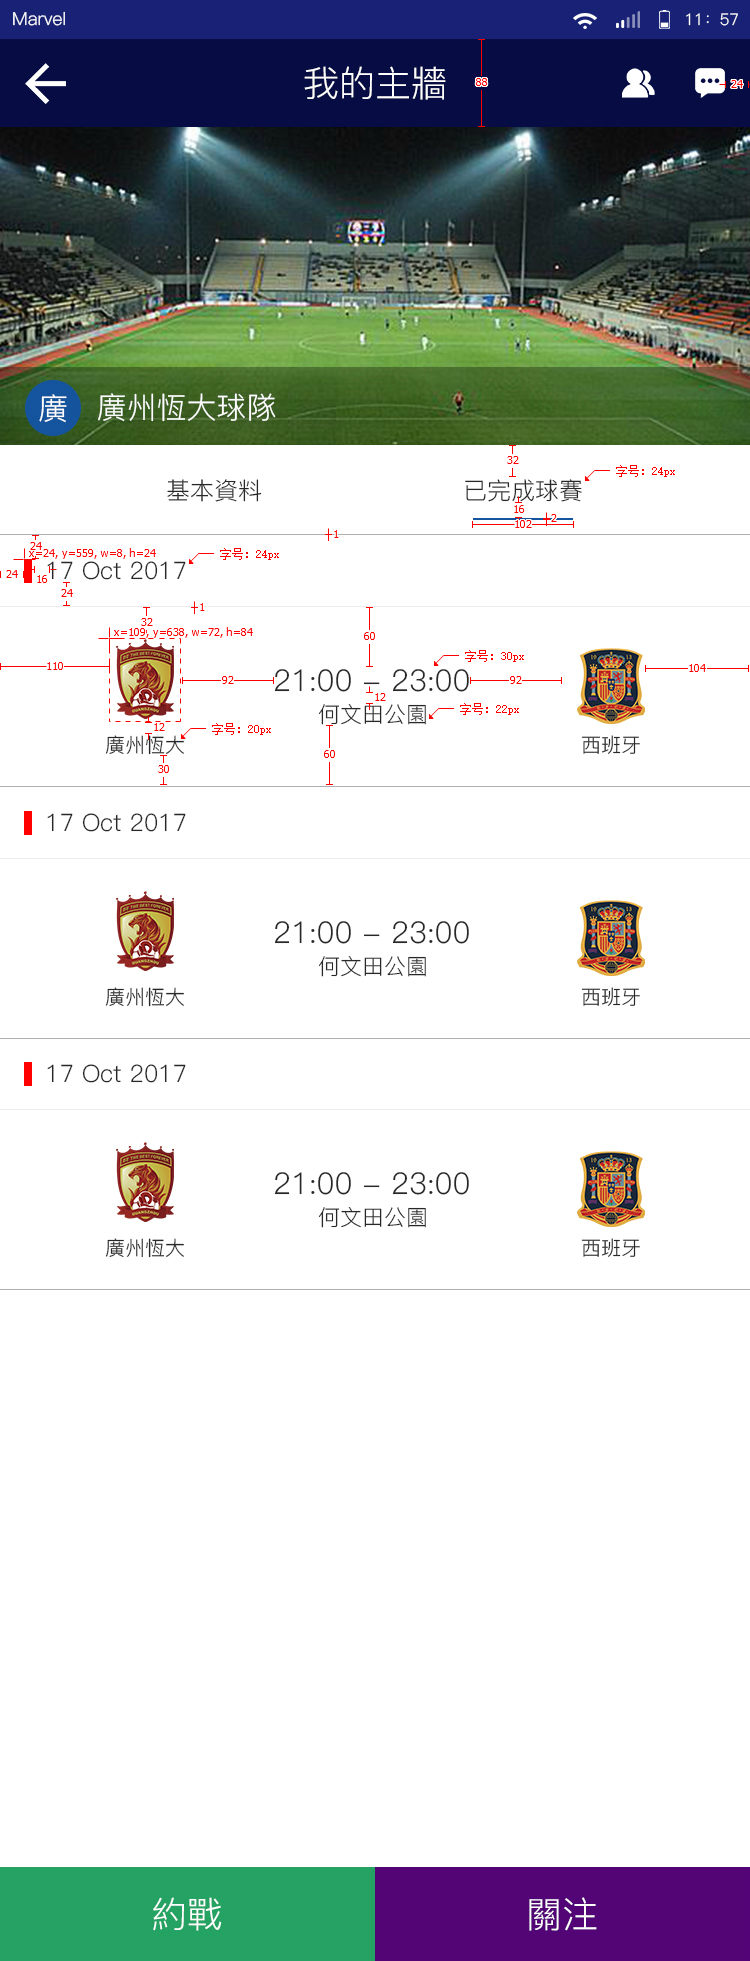 Marvel 11: 57
我的主牆
88
24
廣 廣州恆大球隊
32
基本資料 已完成球賽
字号: 24px
16
2
102
1
24
x=24, y=559, w=8, h=24
字号: 24px
24 16
17 Oct 2017
24
32 1
x=109, y=638, w=72, h=84
60
字号: 30px
110 92 21:00 – 23:00 92 104
12
何文田公園
字号: 22px
12
字号: 20px
廣州恆大 西班牙
60
30
17 Oct 2017
21:00 – 23:00
何文田公園
廣州恆大 西班牙
17 Oct 2017
21:00 – 23:00
何文田公園
廣州恆大 西班牙
約戰 關注